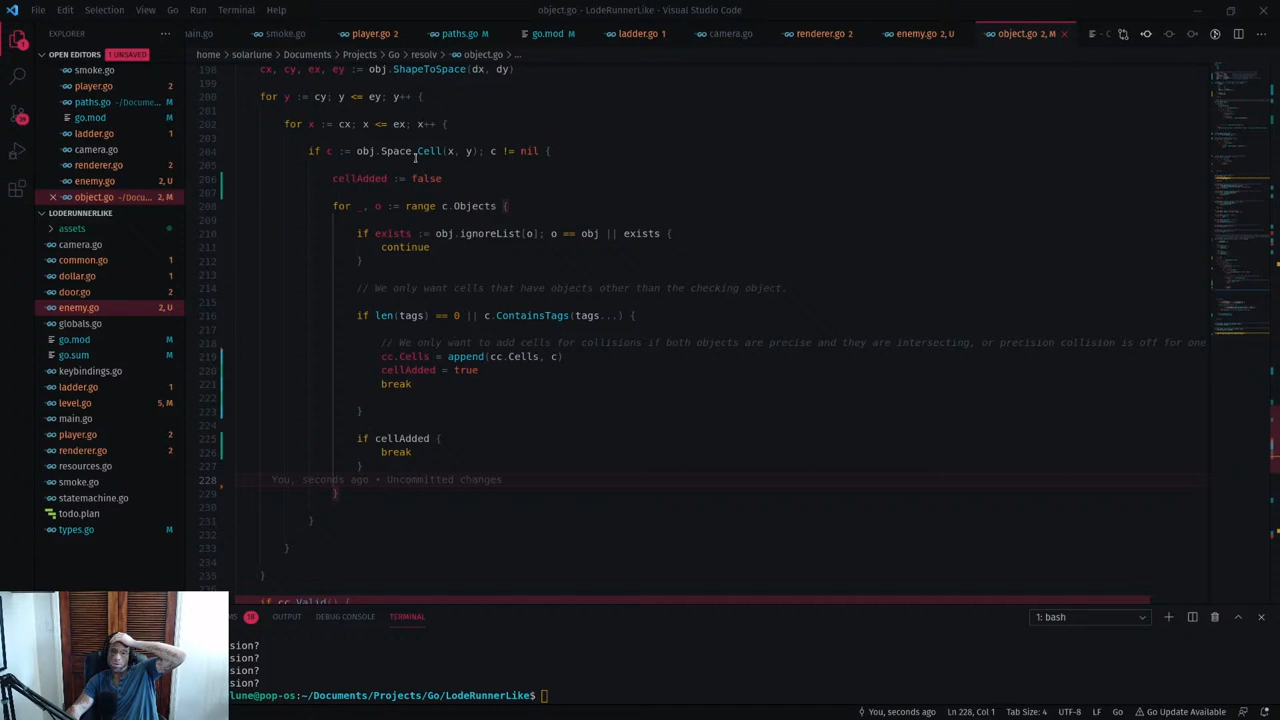 File Edit Selection View Go Run Terminal Help
object.go - LodeRunnerLike - Visual Studio Code
EXPLORER ···
main.go smoke.go player.go 2 paths.go M go.mod ladder.go 1 camera.go renderer.go 2 enemy.go 2, U object.go 2, M
OPEN EDITORS 1 UNSAVED
smoke.go
player.go 2
paths.go ~/Docume... M
go.mod
ladder.go 1
camera.go
renderer.go 2
enemy.go 2, U
object.go ~/Docu... 2, M
LODERUNNERLIKE
assets
camera.go
common.go 1
dollar.go 1
door.go 2
enemy.go 2, U
globals.go
go.mod
go.sum
keybindings.go
ladder.go 1
level.go 5, M
main.go
player.go 2
renderer.go 2
resources.go
smoke.go
statemachine.go
todo.plan
types.go M
home > solarlune > Documents > Projects > Go > resolv > object.go > ...
198 cx, cy, ex, ey := obj.ShapeToSpace(dx, dy)
199
200 for y := cy; y <= ey; y++ {
201
202 for x := cx; x <= ex; x++ {
203
204 if c := obj.Space.Cell(x, y); c != nil {
205
206 cellAdded := false
207
208 for _, o := range c.Objects {
209
210 if exists := obj.ignoreList[]; o == obj || exists {
211 continue
212 }
213
214 // We only want cells that have objects other than the checking object.
215
216 if len(tags) == 0 || c.ContainsTags(tags...) {
217
218 // We only want to add cells for collisions if both objects are precise and they are intersecting, or precision collision is off for one
219 cc.Cells = append(cc.Cells, c)
220 cellAdded = true
221 break
222
223 }
225 if cellAdded {
226 break
227 }
228 You, seconds ago • Uncommitted changes
229 }
231 }
232
233 }
234
235 }
236
if cc.Valid() {
18 OUTPUT DEBUG CONSOLE TERMINAL
1: bash
sion?
sion?
sion?
sion?
lune@pop-os:~/Documents/Projects/Go/LodeRunnerLike$
You, seconds ago Ln 228, Col 1 Tab Size: 4 UTF-8 LF Go Go Update Available